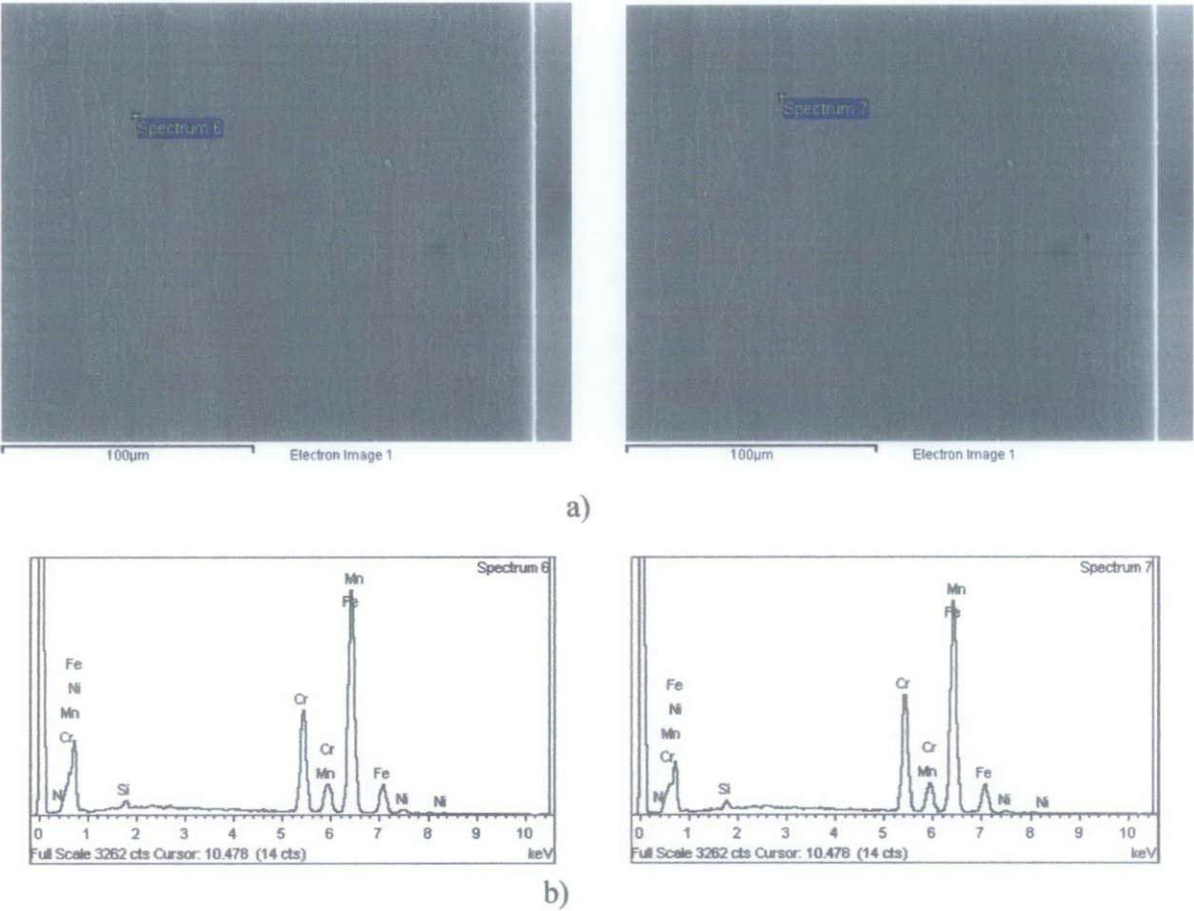 Spectrum 6
Spectrum 7
100µm
Electron Image 1
100µm
Electron Image 1
a)
Spectrum 6
Mn
Fe
Fe
Ni
Mn
Cr
Cr
Cr
Mn
Fe
N
Si
Ni
Ni
0 1 2 3 4 5 6 7 8 9 10
Full Scale 3262 cts Cursor: 10.478 (14 cts)
keV
Spectrum 7
Mn
Fe
Fe
Ni
Mn
Cr
Cr
Cr
Mn
Fe
N
Si
Ni
Ni
0 1 2 3 4 5 6 7 8 9 10
Full Scale 3262 cts Cursor: 10.478 (14 cts)
keV
b)